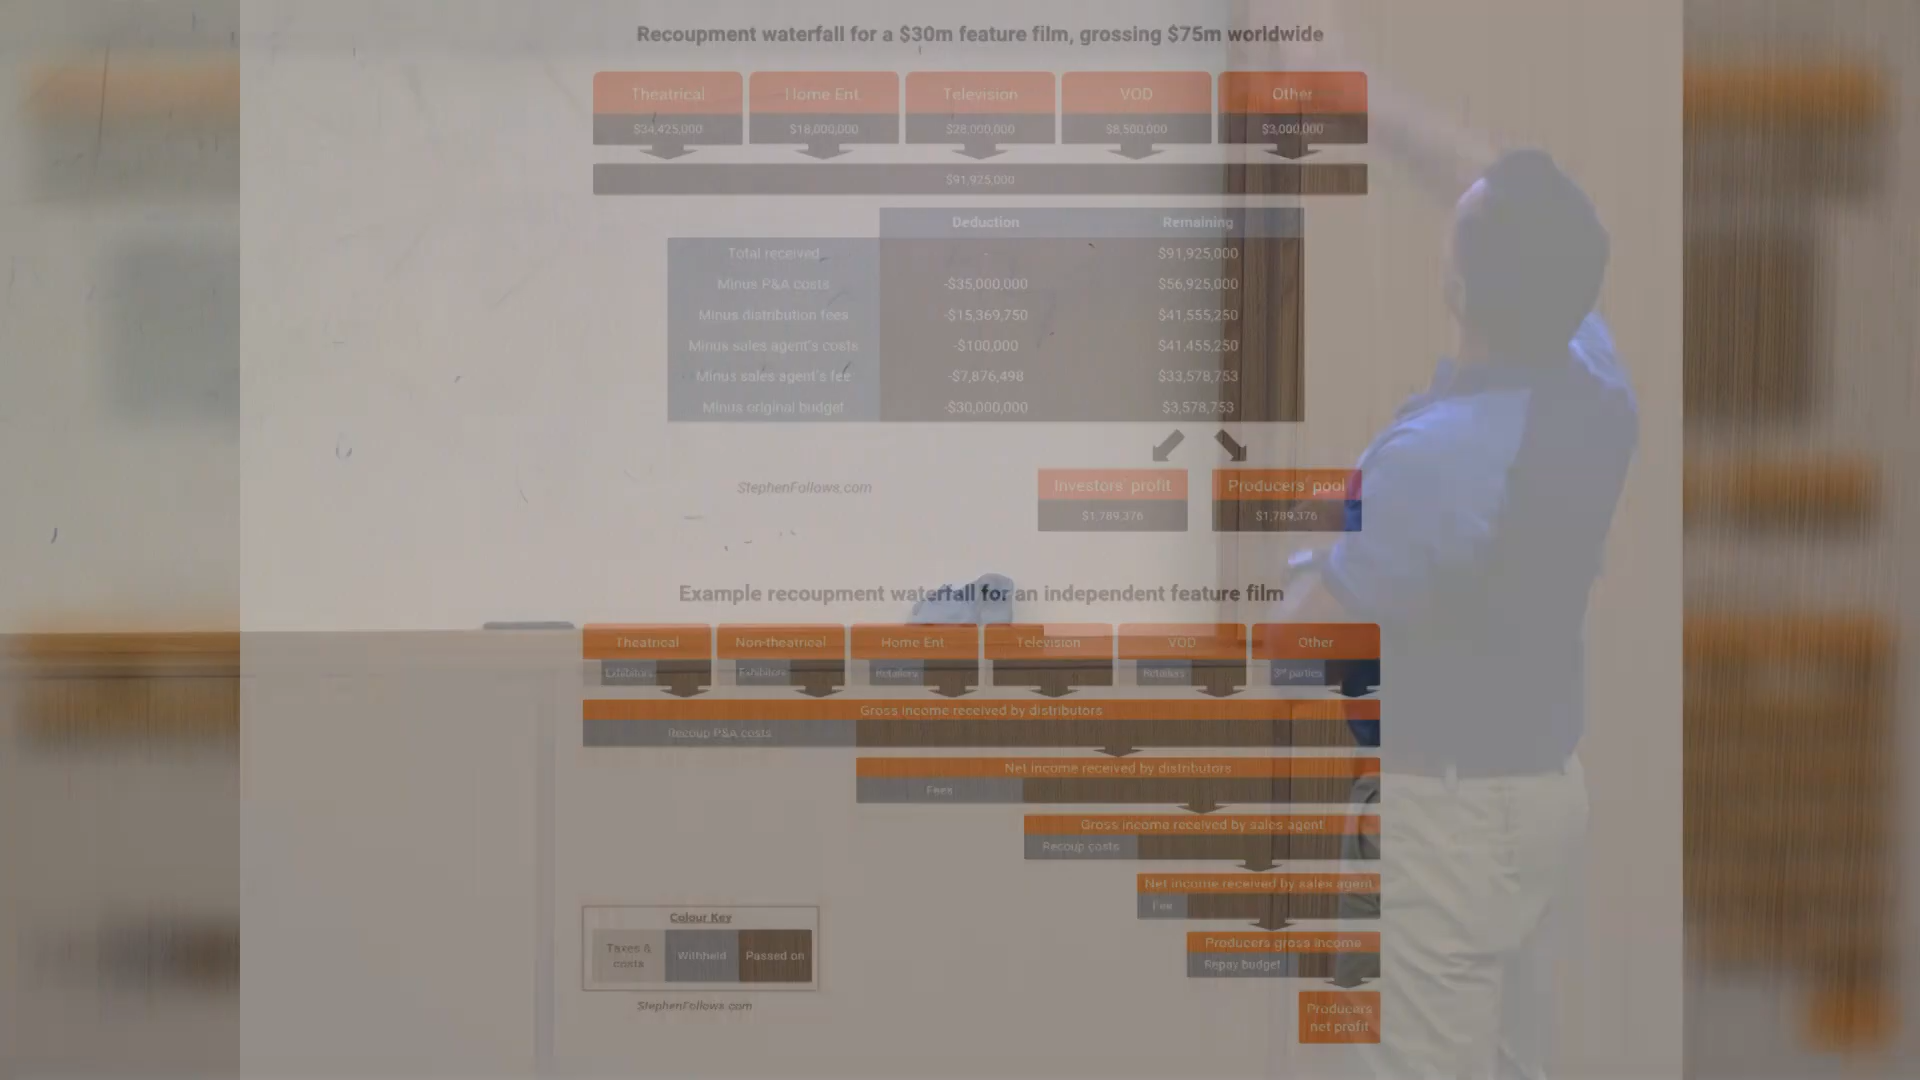 Recoupment waterfall for a $30m feature film, grossing $75m worldwide
Theatrical Home Ent Television VOD Other
$34,425,000 $18,000,000 $28,000,000 $8,500,000 $3,000,000
$91,925,000
Deduction Remaining
Total received - $91,925,000
Minus P&A costs -$35,000,000 $56,925,000
Minus distribution fees -$15,369,750 $41,555,250
Minus sales agent's costs -$100,000 $41,455,250
Minus sales agent's fee -$7,876,498 $33,578,753
Minus original budget -$30,000,000 $3,578,753
StephenFollows.com
Investors' profit Producers' pool
$1,789,376 $1,789,376
Example recoupment waterfall for an independent feature film
Theatrical Non-theatrical Home Ent Television VOD Other
Exhibitors Exhibitors Retailers Retailers 3rd parties
Gross income received by distributors
Recoup P&A costs
Net income received by distributors
Fees
Gross income received by sales agent
Recoup costs
Net income received by sales agent
Fee
Producers gross income
Repay budget
Producers
net profit
Colour Key
Taxes &
costs
Withheld
Passed on
StephenFollows.com